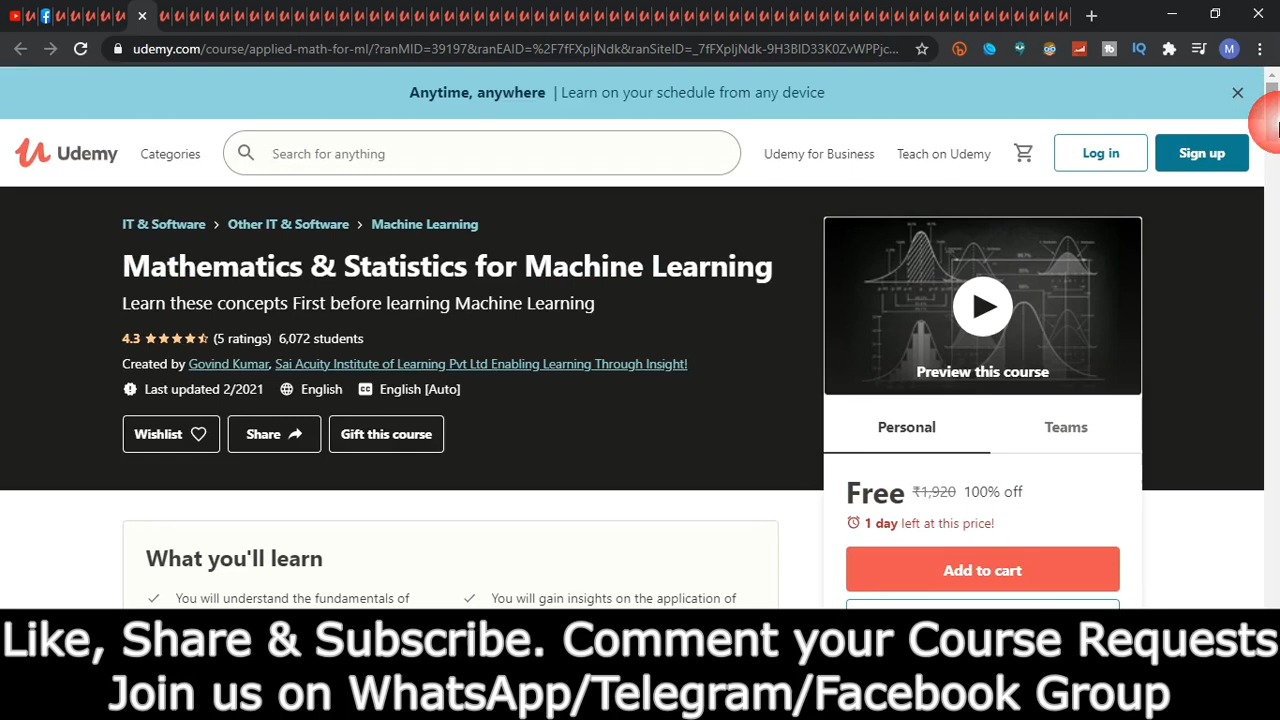 udemy.com/course/applied-math-for-ml/?ranMID=39197&ranEAID=%2F7fFXpIjNdk&ranSiteID=_7fFXpIjNdk-9H3BID33K0ZvWPPjc...
IQ
M
Anytime, anywhere | Learn on your schedule from any device
Udemy
Categories
Search for anything
Udemy for Business
Teach on Udemy
Log in
Sign up
IT & Software > Other IT & Software > Machine Learning
Mathematics & Statistics for Machine Learning
Learn these concepts First before learning Machine Learning
4.3 (5 ratings) 6,072 students
Created by Govind Kumar, Sai Acuity Institute of Learning Pvt Ltd Enabling Learning Through Insight!
Last updated 2/2021 English English [Auto]
Wishlist
Share
Gift this course
Preview this course
Personal
Teams
Free ₹1,920 100% off
1 day left at this price!
Add to cart
What you'll learn
You will understand the fundamentals of
You will gain insights on the application of
Like, Share & Subscribe. Comment your Course Requests
Join us on WhatsApp/Telegram/Facebook Group